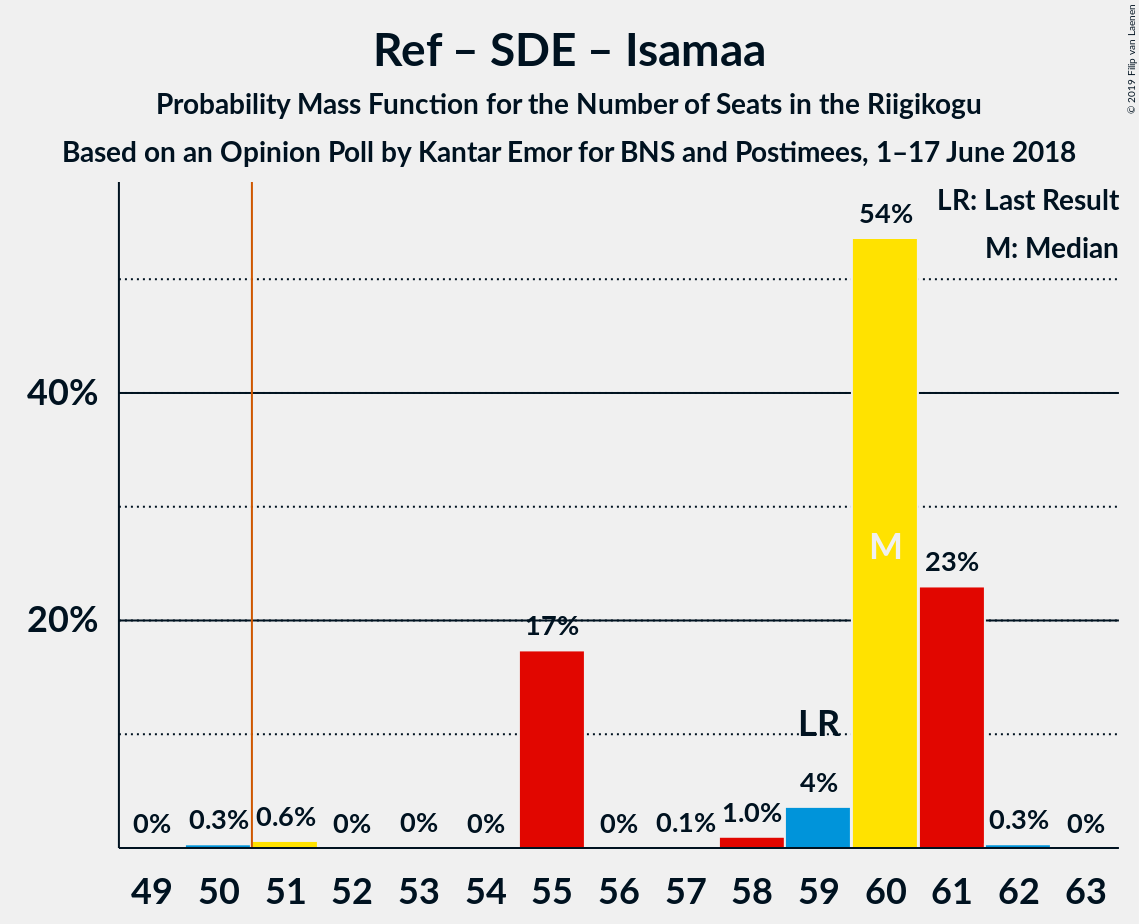 © 2019 Filip van Laenen
Ref – SDE – Isamaa
Probability Mass Function for the Number of Seats in the Riigikogu
Based on an Opinion Poll by Kantar Emor for BNS and Postimees, 1–17 June 2018
LR: Last Result
M: Median
54%
40%
M
23%
20%
17%
LR
4%
0% 0.3% 0.6% 0% 0% 0% 0% 0.1% 1.0% 0.3% 0%
49 50 51 52 53 54 55 56 57 58 59 60 61 62 63